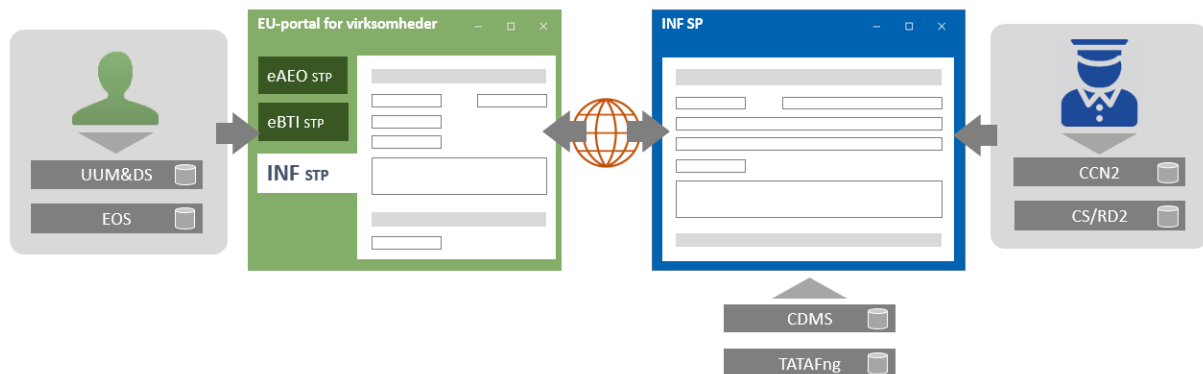 EU-portal for virksomheder
eAEO STP
eBTI STP
INF STP
UUM&DS
EOS
INF SP
CCN2
CS/RD2
CDMS
TATAFng